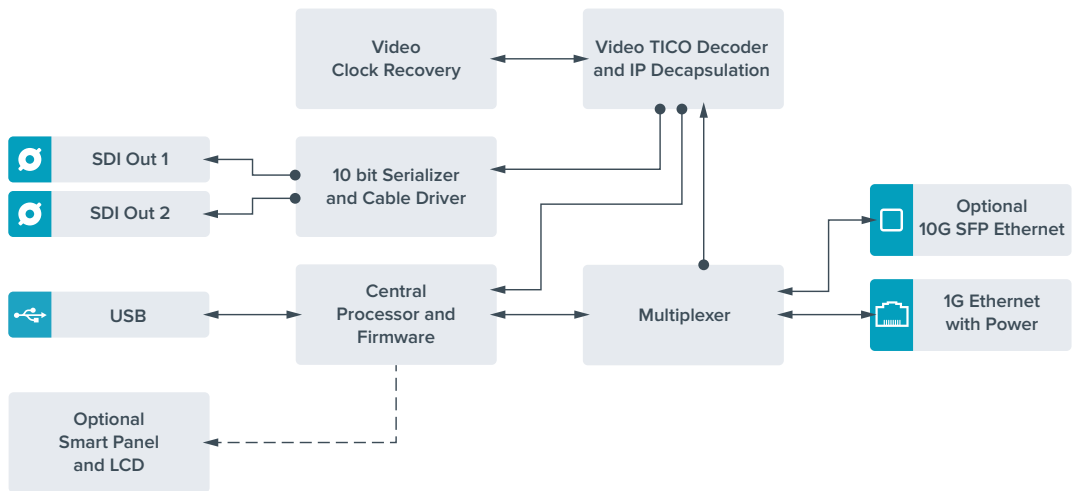 Video
Clock Recovery
Video TICO Decoder
and IP Decapsulation
SDI Out 1
SDI Out 2
10 bit Serializer
and Cable Driver
Optional
10G SFP Ethernet
USB
Central
Processor and
Firmware
Multiplexer
1G Ethernet
with Power
Optional
Smart Panel
and LCD